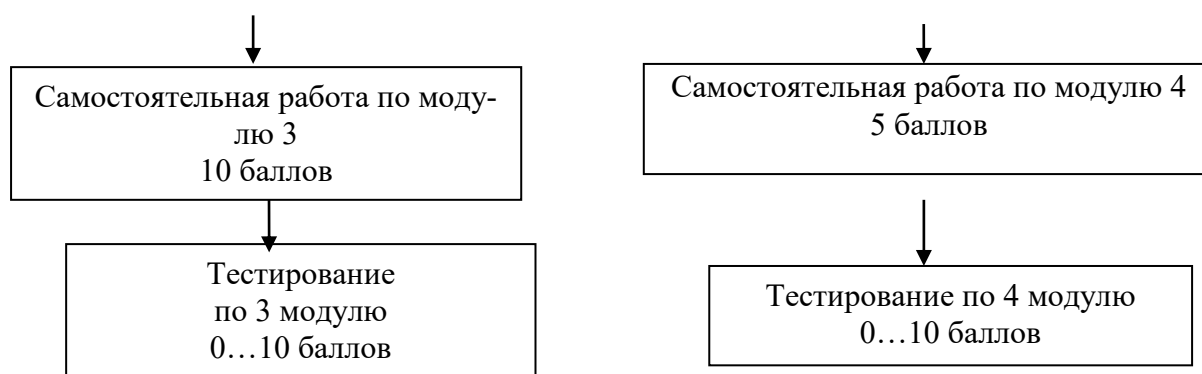 Самостоятельная работа по моду-
лю 3
10 баллов
Самостоятельная работа по модулю 4
5 баллов
Тестирование
по 3 модулю
0…10 баллов
Тестирование по 4 модулю
0…10 баллов